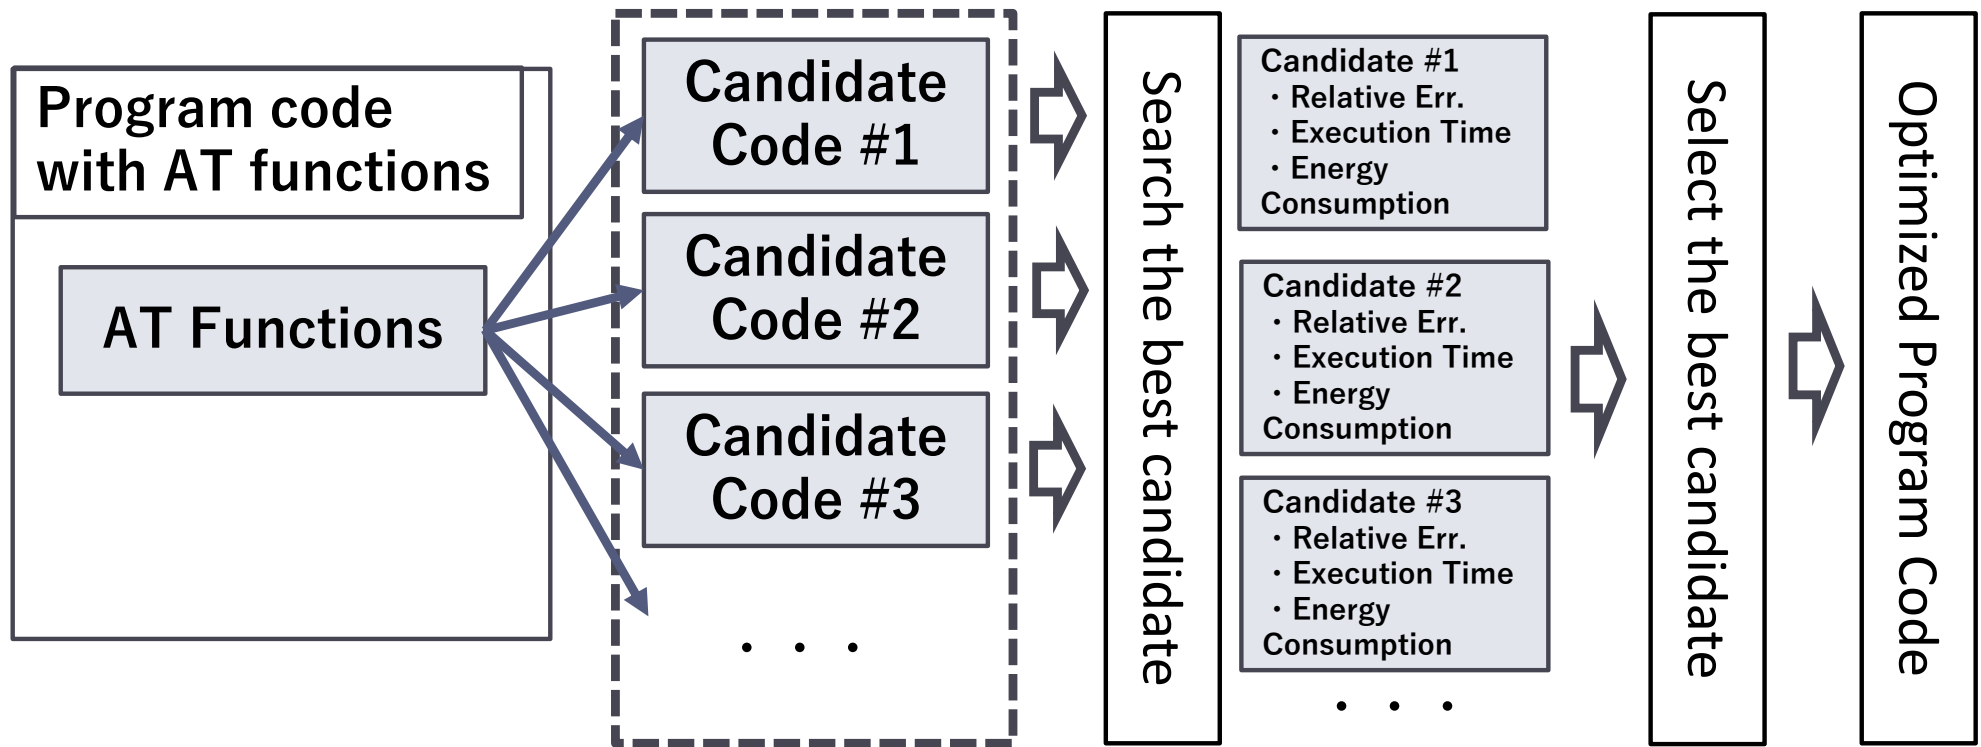 Program code
with AT functions
AT Functions
Candidate
Code #1
Candidate
Code #2
Candidate
Code #3
・・・
Search the best candidate
Candidate #1
・Relative Err.
・Execution Time
・Energy
Consumption
Candidate #2
・Relative Err.
・Execution Time
・Energy
Consumption
Candidate #3
・Relative Err.
・Execution Time
・Energy
Consumption
・・・
Select the best candidate
Optimized Program Code